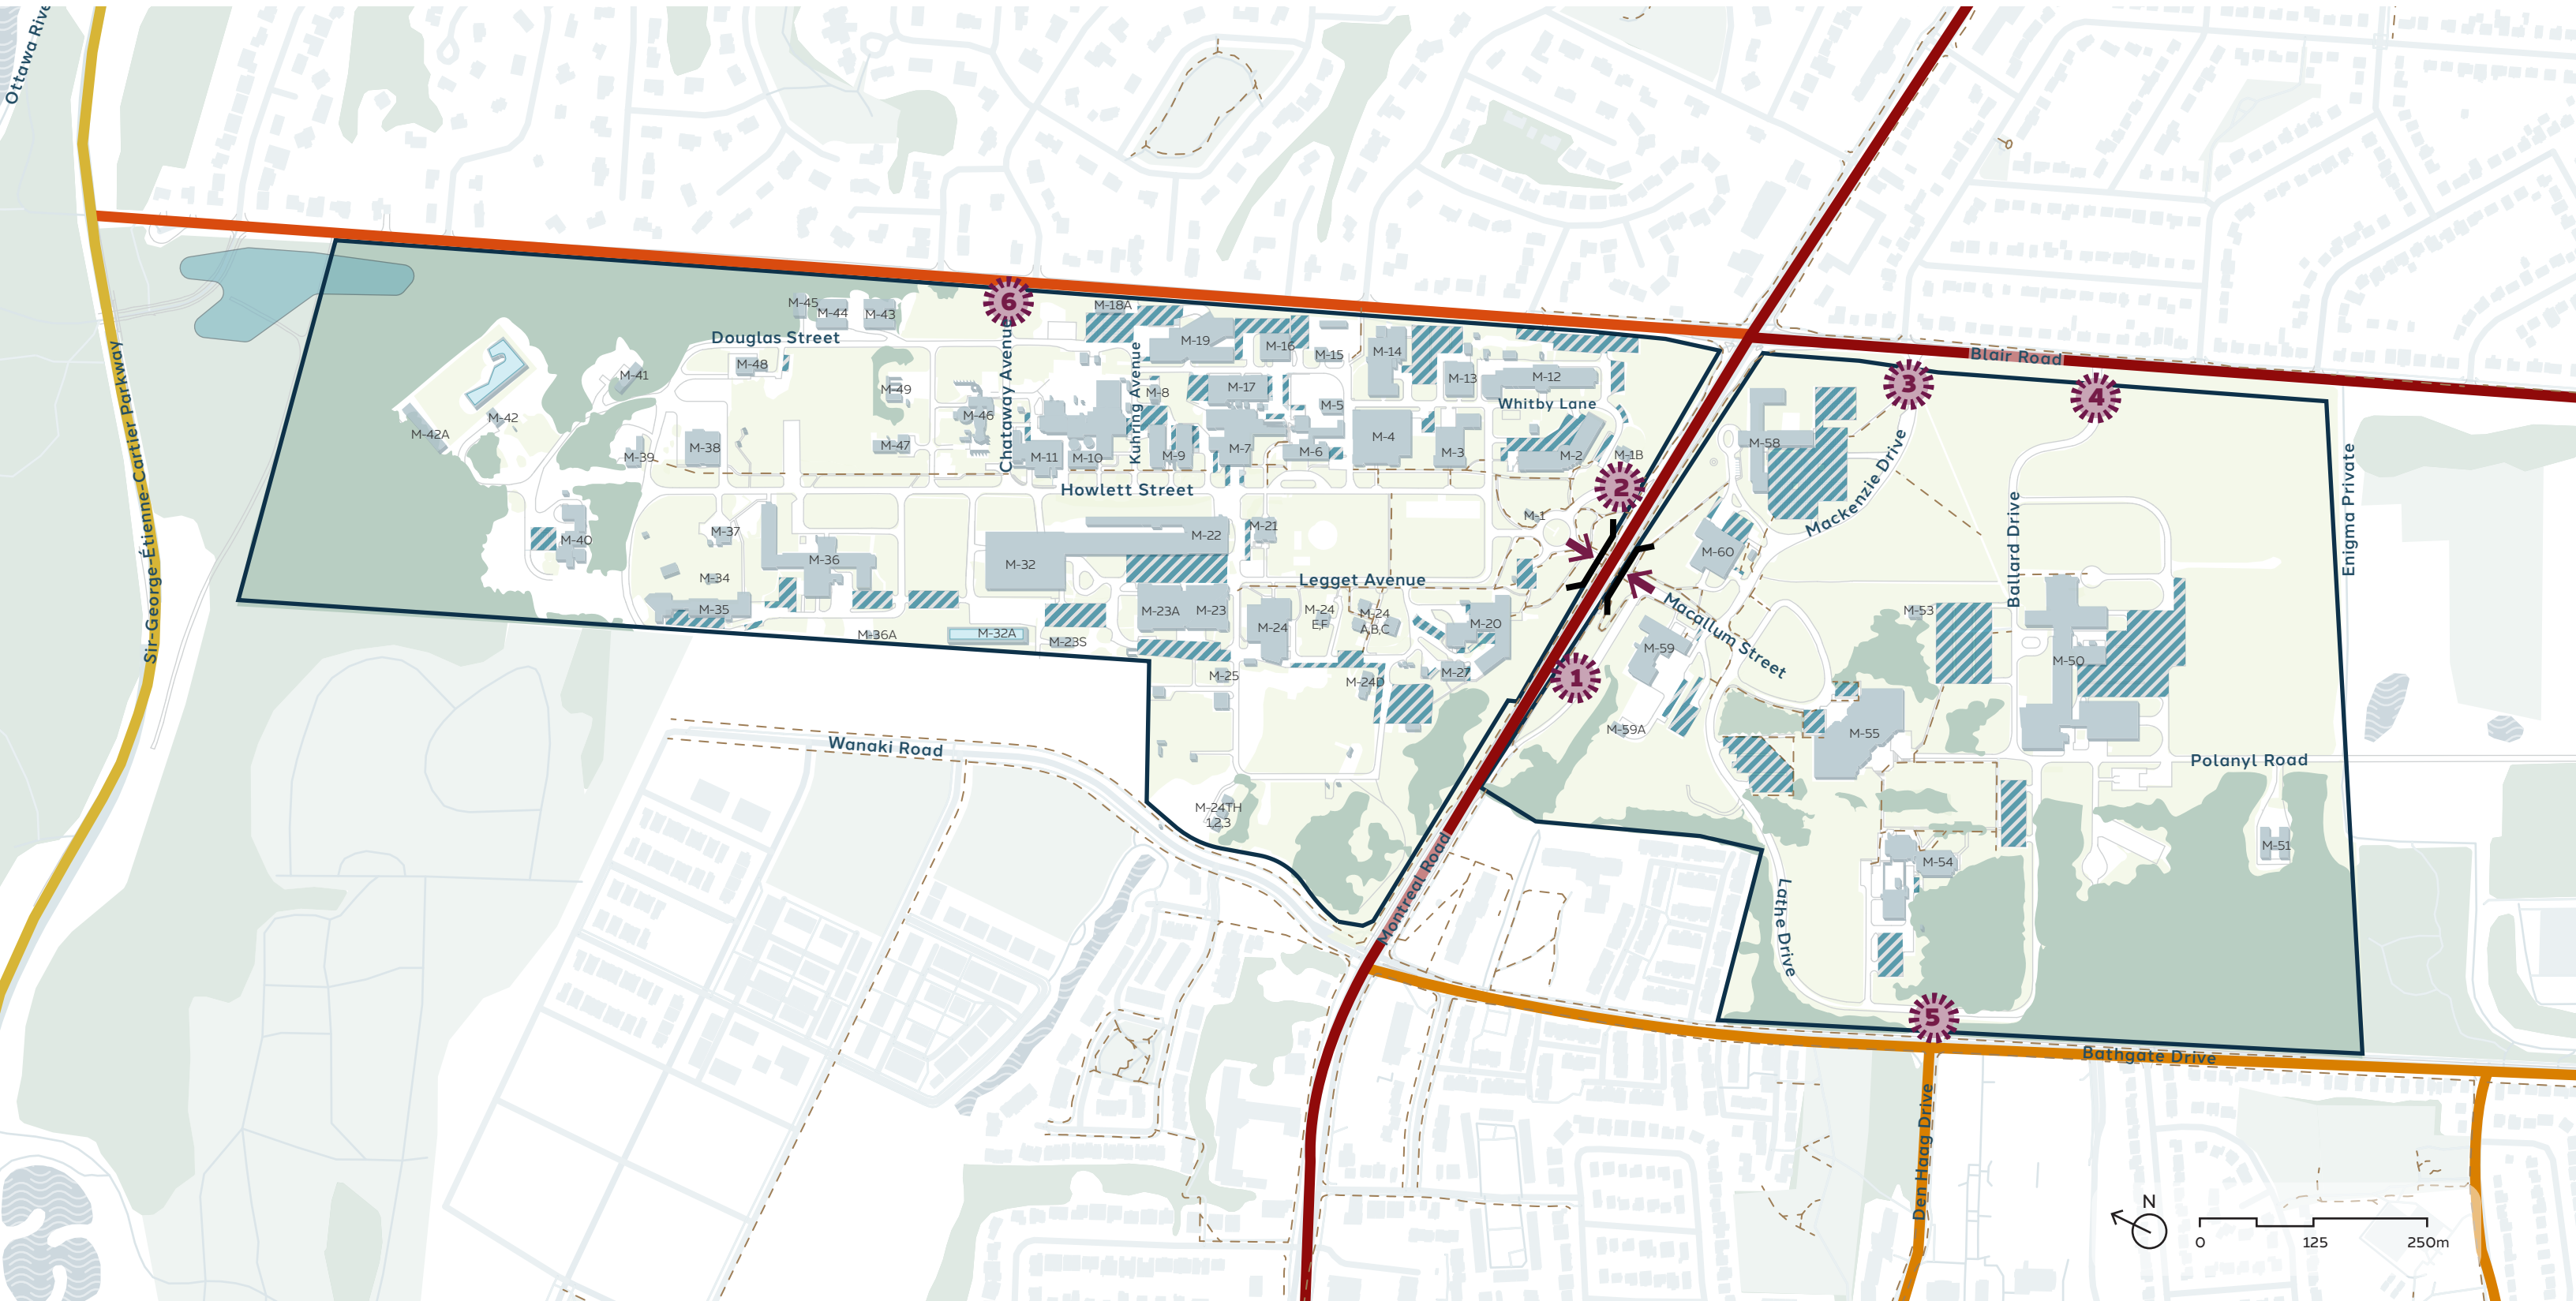 Ottawa Rive
Sir-George-Étienne-Cartier Parkway
6
M-18A
M-45
M-44
M-43
Douglas Street
M-19
M-16
M-15
M-14
M-48
M-41
M-49
M-8
M-17
M-13
M-12
Blair Road
3
4
Chataway Avenue
Kuhring Avenue
M-46
M-5
Whitby Lane
M-42
M-42A
M-47
M-38
M-39
M-11
M-10
M-9
M-7
M-6
M-4
M-3
M-2
M-1B
M-58
Mackenzie Drive
Enigma Private
Howlett Street
2
Ballard Drive
M-1
M-40
M-37
M-22
M-21
M-36
M-32
M-60
M-34
Legget Avenue
M-35
M-23A
M-23
M-24
E,F
M-24
A,B,C
M-24
M-20
Macallum Street
M-53
M-36A
M-32A
M-23S
M-59
M-50
M-25
M-24D
M-27
1
M-59A
M-55
Wanaki Road
Polanyl Road
M-24TH
1,2,3
Montreal Road
M-51
M-54
Lathe Drive
5
Bathgate Drive
Den Haag Drive
N
0 125 250m